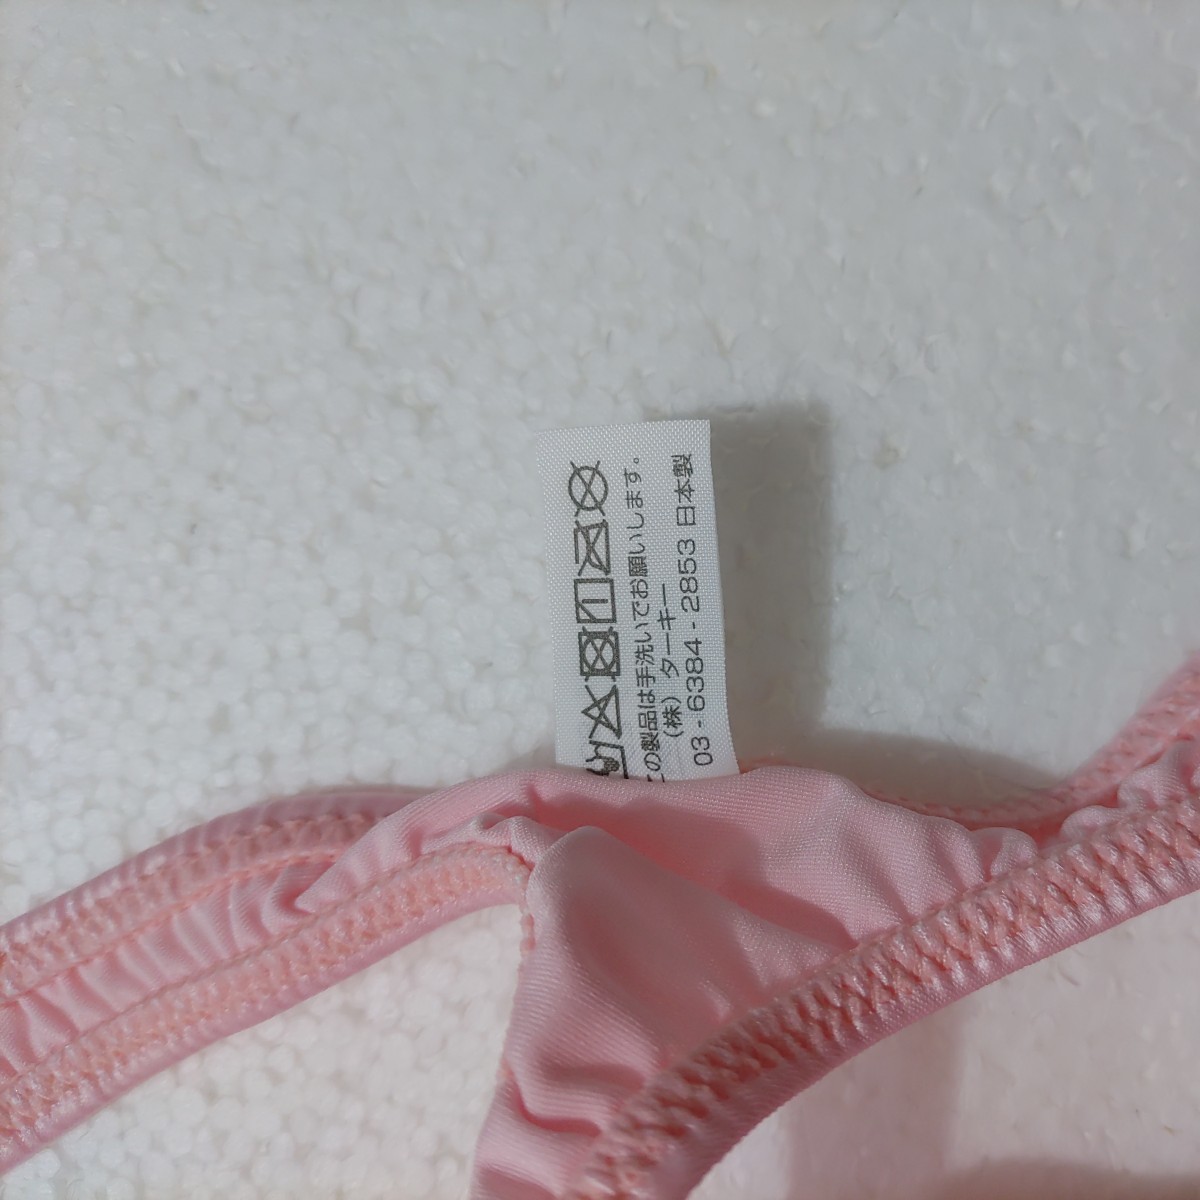 この製品は手洗いでお願いします。
（株）ターキー
03 - 6384 - 2853 日本製